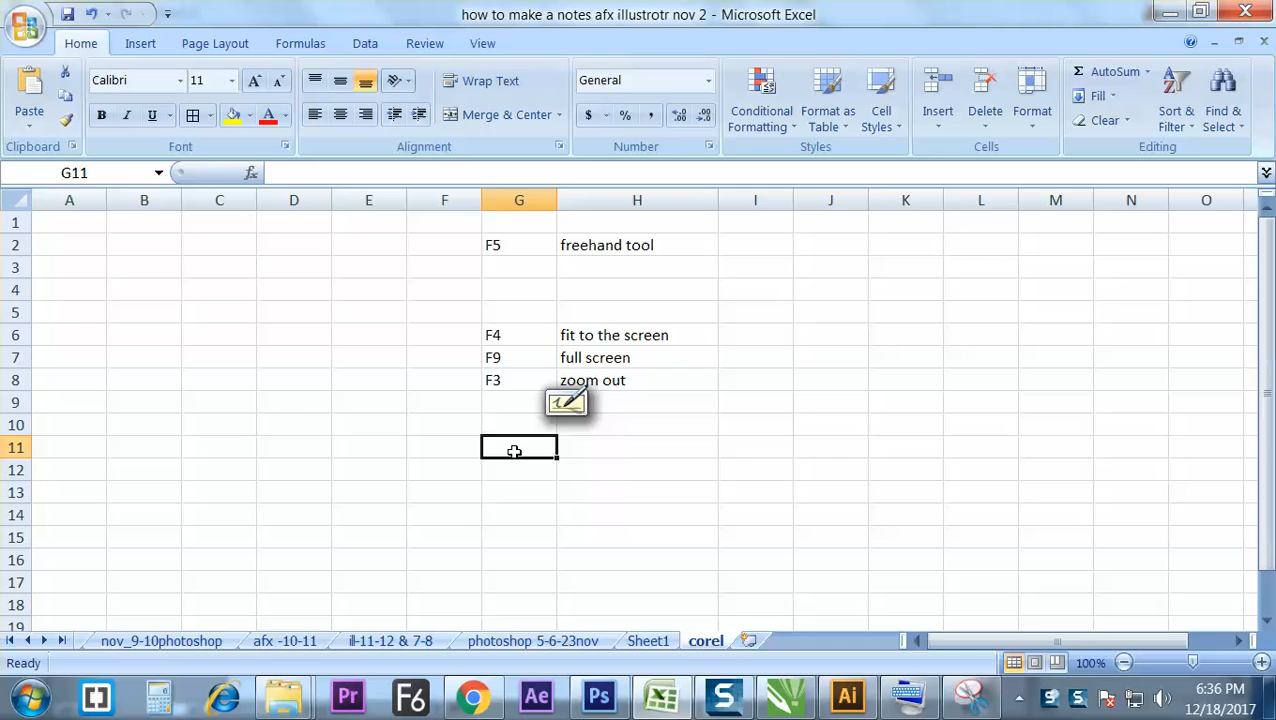 how to make a notes afx illustrotr nov 2 - Microsoft Excel
Home Insert Page Layout Formulas Data Review View
Calibri 11 Wrap Text General AutoSum
Paste Conditional Formatting Format as Table Cell Styles Insert Delete Format Fill Sort & Filter Find & Select
B I U A Merge & Center $ % , Clear
Clipboard Font Alignment Number Styles Cells Editing
G11 fx
A B C D E F G H I J K L M N O
1
2 F5 freehand tool
3
4
5
6 F4 fit to the screen
7 F9 full screen
8 F3 zoom out
9
10
11
12
13
14
15
16
17
18
19
nov_9-10photoshop afx -10-11 ill-11-12 & 7-8 photoshop 5-6-23nov Sheet1 corel
Ready 100%
Pr F6 Ae Ps S Ai S S 6:36 PM
12/18/2017